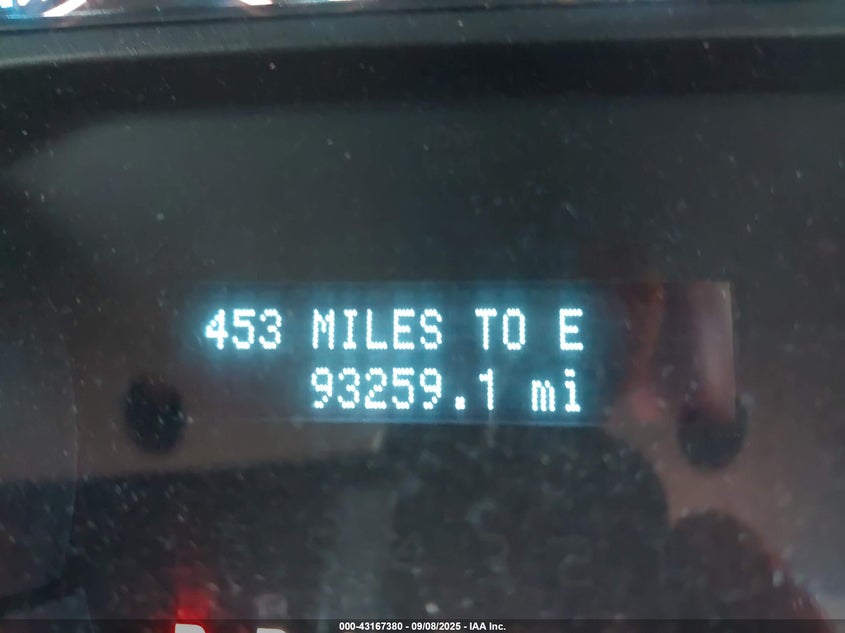 453 MILES TO E
93259.1 mi
000-43167380 - 09/08/2025 - IAA Inc.